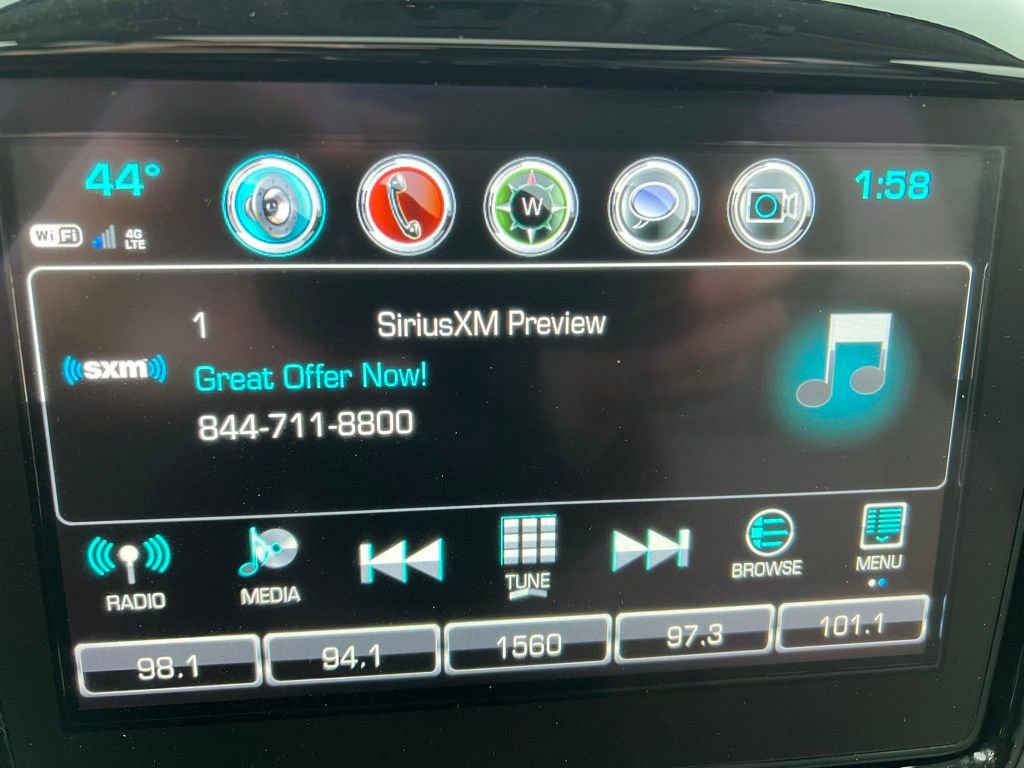 44°
1:58
WiFi
4G
LTE
W
1
SiriusXM Preview
sxm
Great Offer Now!
844-711-8800
RADIO
MEDIA
TUNE
BROWSE
MENU
98.1
94.1
1560
97.3
101.1